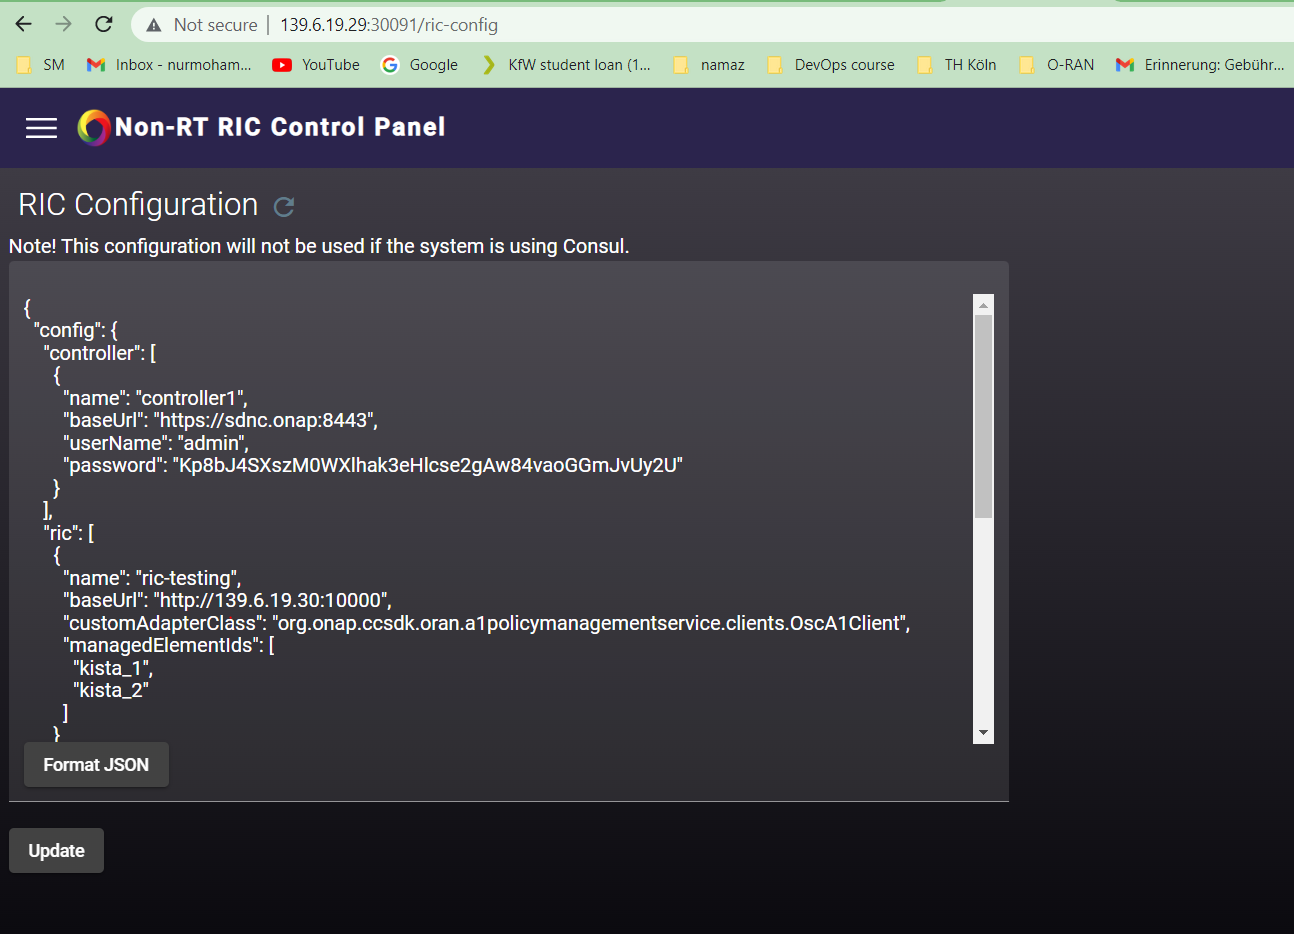 Not secure | 139.6.19.29:30091/ric-config
SM Inbox - nurmoham... YouTube Google KfW student loan (1... namaz DevOps course TH Köln O-RAN Erinnerung: Gebühr...
Non-RT RIC Control Panel
RIC Configuration
Note! This configuration will not be used if the system is using Consul.
{
"config": {
"controller": [
{
"name": "controller1",
"baseUrl": "https://sdnc.onap:8443",
"userName": "admin",
"password": "Kp8bJ4SXszM0WXlhak3eHlcse2gAw84vaoGGmJvUy2U"
}
],
"ric": [
{
"name": "ric-testing",
"baseUrl": "http://139.6.19.30:10000",
"customAdapterClass": "org.onap.ccsdk.oran.a1policymanagementservice.clients.OscA1Client",
"managedElementIds": [
"kista_1",
"kista_2"
]
}
Format JSON
Update